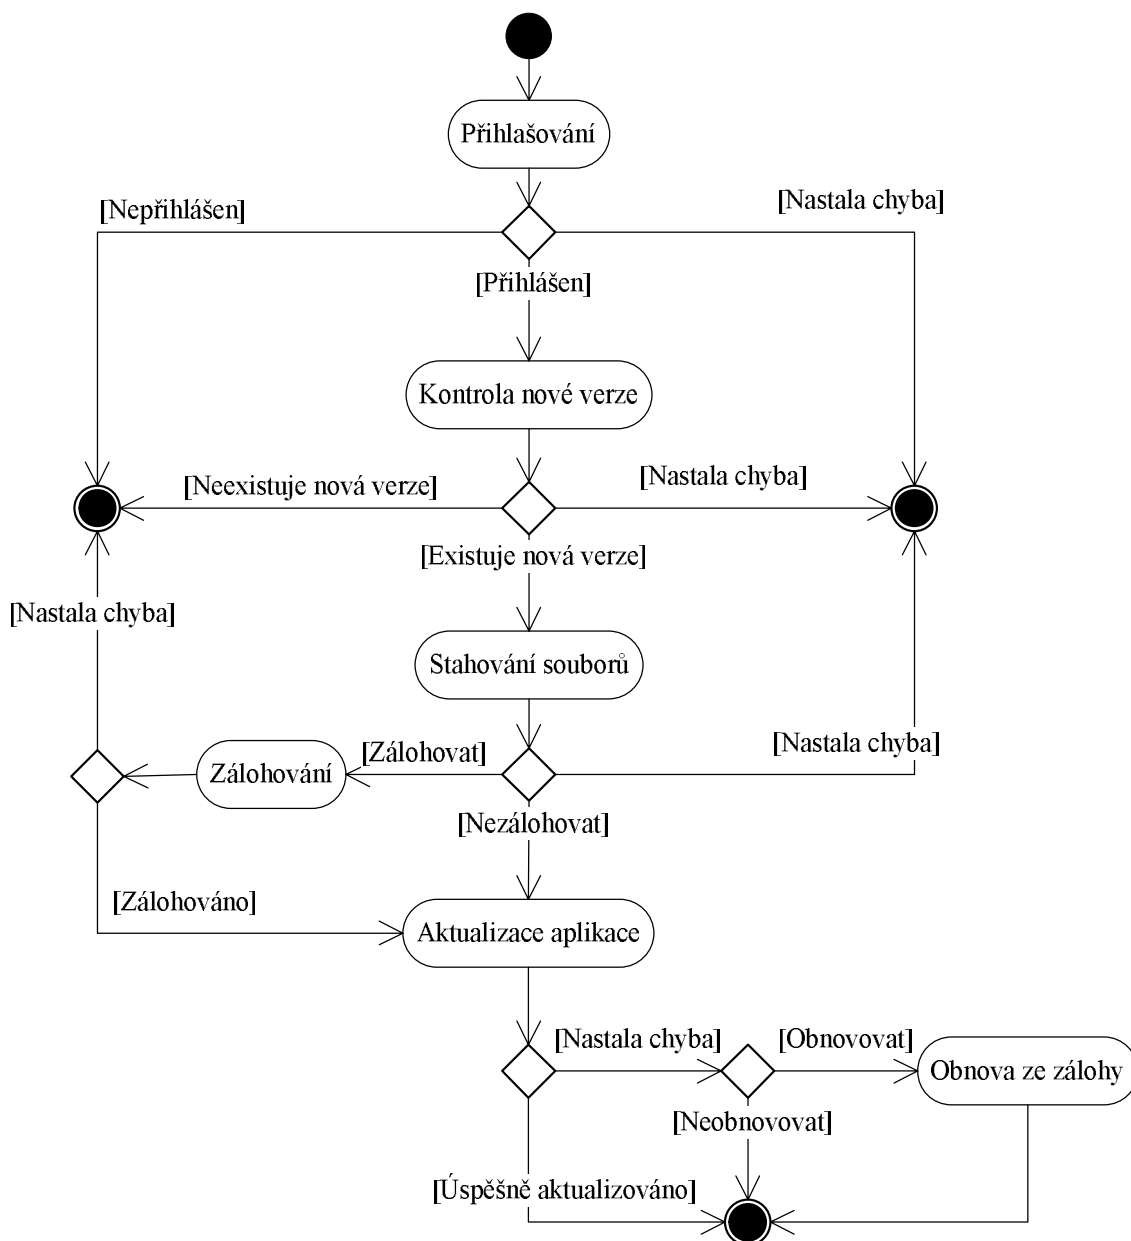 Přihlašování
[Nepřihlášen]
[Nastala chyba]
[Přihlášen]
Kontrola nové verze
[Neexistuje nová verze]
[Nastala chyba]
[Existuje nová verze]
[Nastala chyba]
Stahování souborů
[Zálohovat]
[Nastala chyba]
Zálohování
[Nezálohovat]
[Zálohováno]
Aktualizace aplikace
[Nastala chyba]
[Obnovovat]
Obnova ze zálohy
[Neobnovovat]
[Úspěšně aktualizováno]